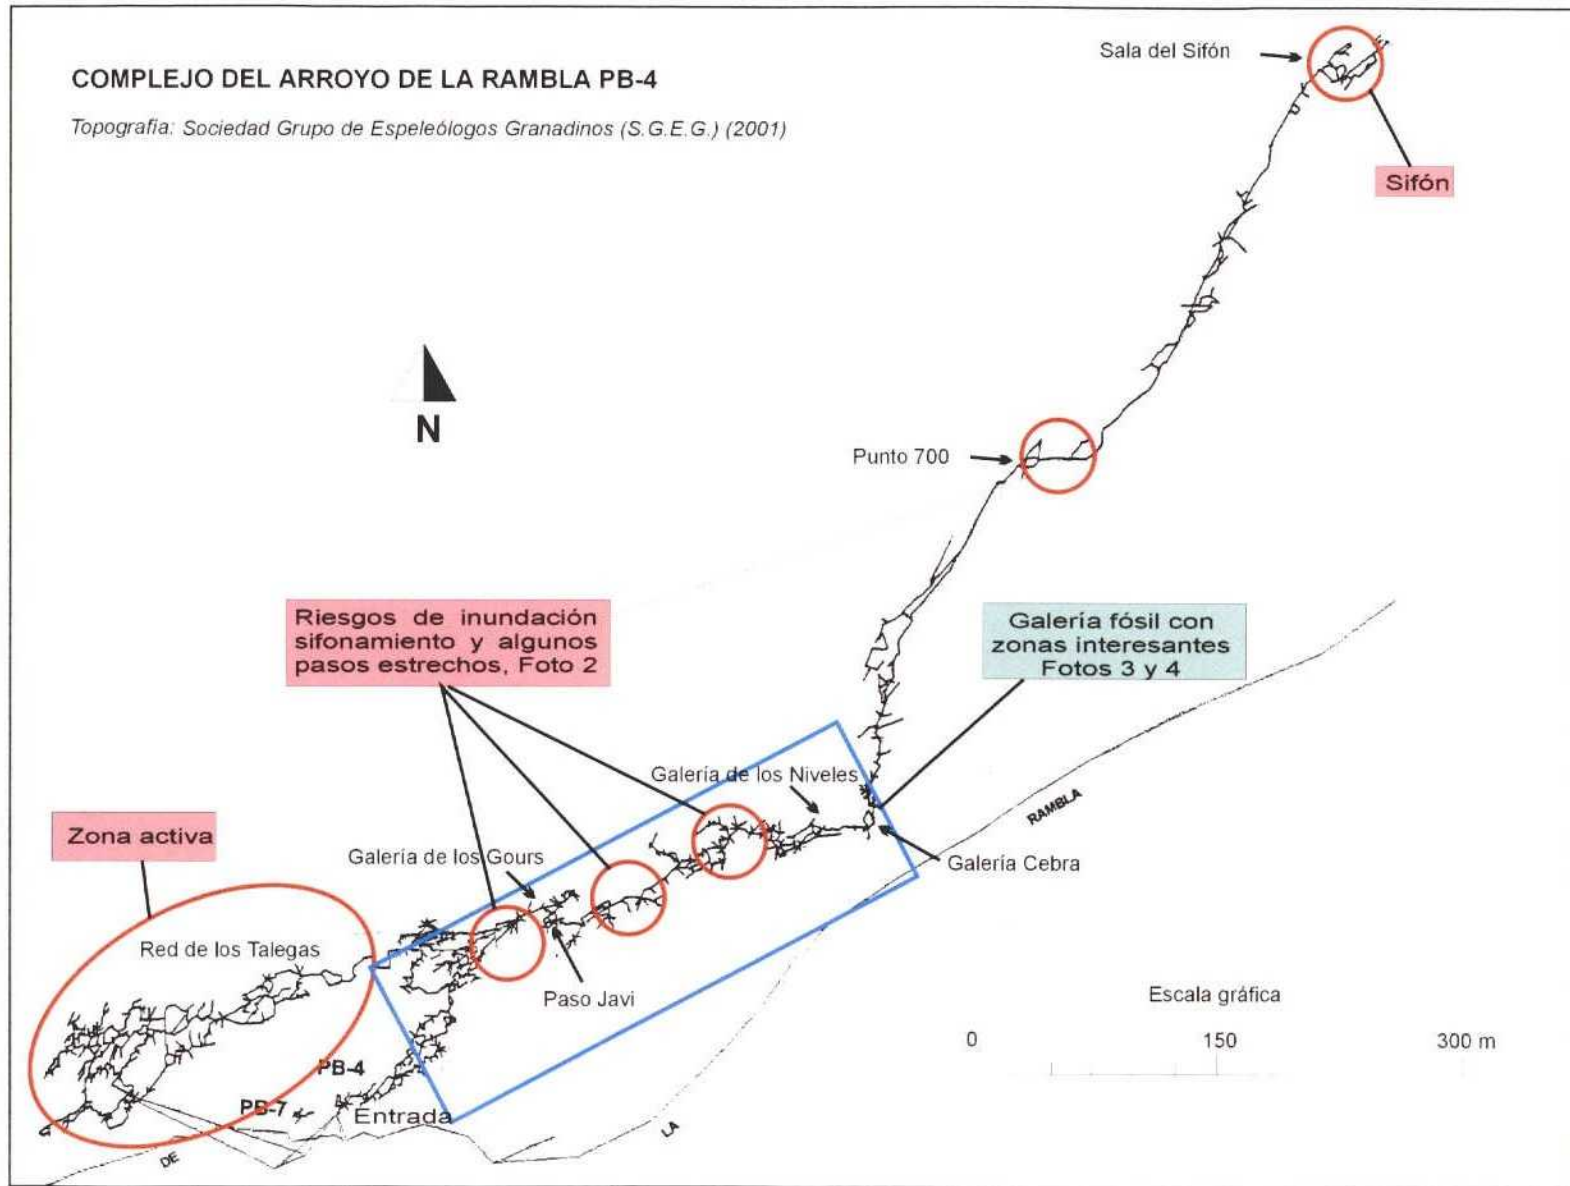 Sala del Sifón
COMPLEJO DEL ARROYO DE LA RAMBLA PB-4
Topografia: Sociedad Grupo de Espeleólogos Granadinos (S.G.E.G.) (2001)
Sifón
N
Punto 700
Riesgos de inundación
sifonamiento y algunos
pasos estrechos, Foto 2
Galería fósil con
zonas interesantes
Fotos 3 y 4
Galería de los Niveles
RAMBLA
Zona activa
Galería de los Gours
Galería Cebra
Red de los Talegas
Paso Javi
Escala gráfica
0 150 300 m
PB-4
PB-7
Entrada
LA
DE